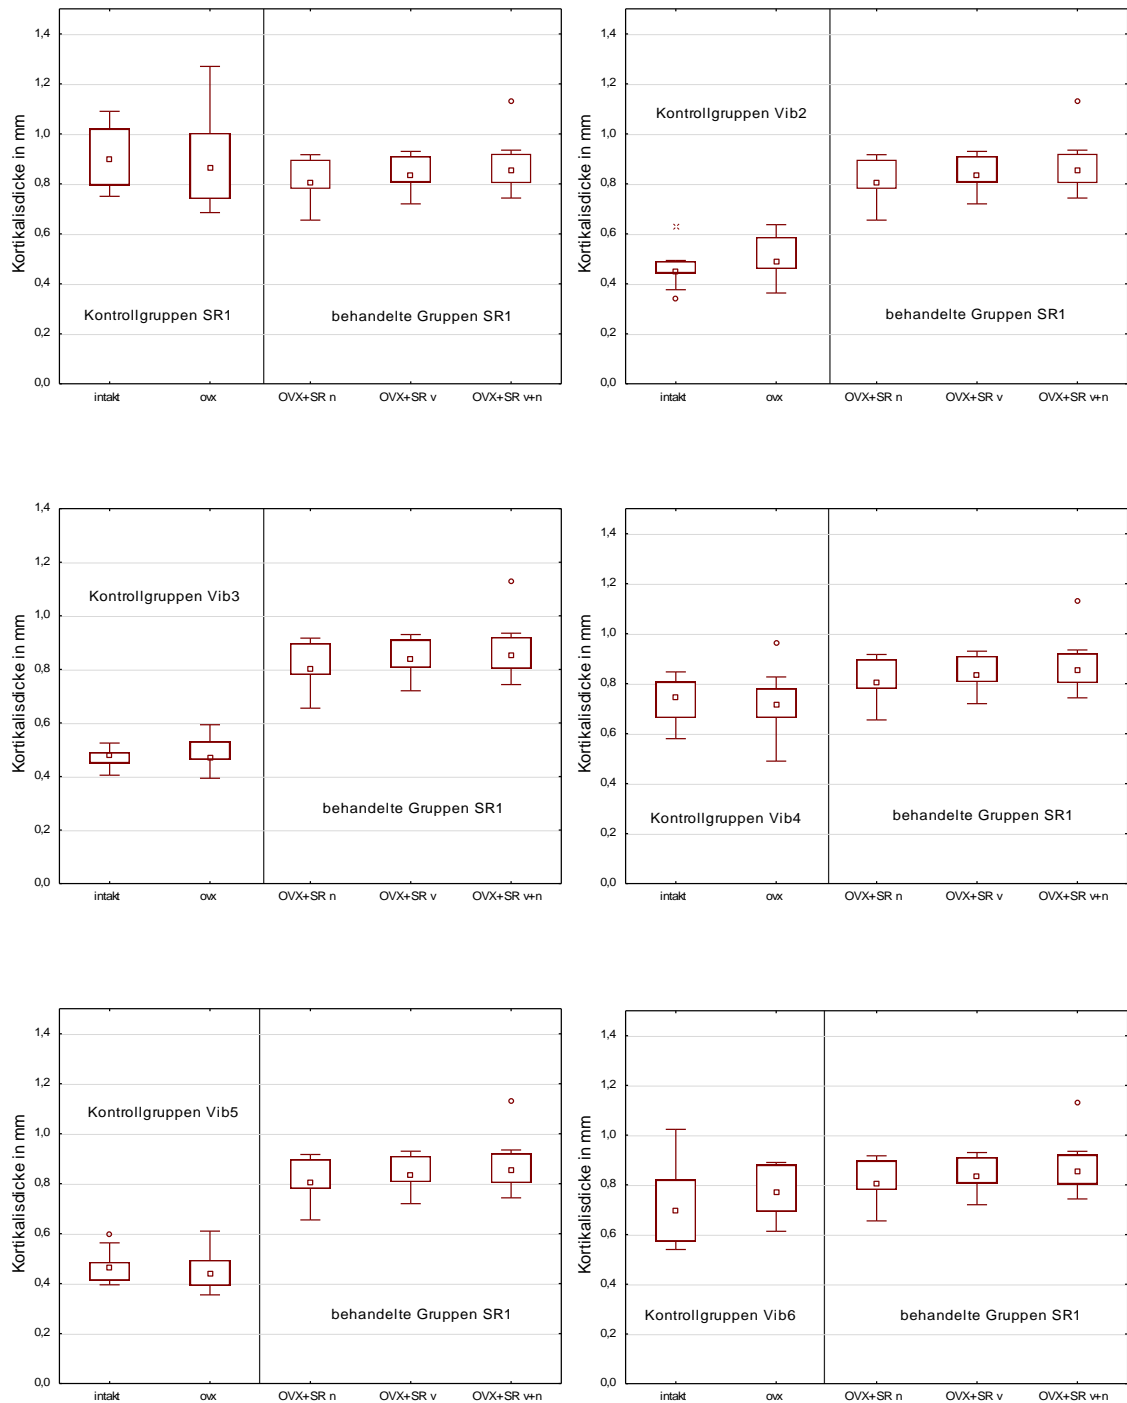 Kortikalisdicke in mm
1,4
1,2
1,0
0,8
0,6
0,4
0,2
0,0
Kontrollgruppen SR1
behandelte Gruppen SR1
intakt
ovx
OVX+SR n
OVX+SR v
OVX+SR v+n
Kortikalisdicke in mm
1,4
1,2
1,0
0,8
0,6
0,4
0,2
0,0
Kontrollgruppen Vib2
behandelte Gruppen SR1
intakt
ovx
OVX+SR n
OVX+SR v
OVX+SR v+n
Kortikalisdicke in mm
1,4
1,2
1,0
0,8
0,6
0,4
0,2
0,0
Kontrollgruppen Vib3
behandelte Gruppen SR1
intakt
ovx
OVX+SR n
OVX+SR v
OVX+SR v+n
Kortikalisdicke in mm
1,4
1,2
1,0
0,8
0,6
0,4
0,2
0,0
Kontrollgruppen Vib4
behandelte Gruppen SR1
intakt
ovx
OVX+SR n
OVX+SR v
OVX+SR v+n
Kortikalisdicke in mm
1,4
1,2
1,0
0,8
0,6
0,4
0,2
0,0
Kontrollgruppen Vib5
behandelte Gruppen SR1
intakt
ovx
OVX+SR n
OVX+SR v
OVX+SR v+n
Kortikalisdicke in mm
1,4
1,2
1,0
0,8
0,6
0,4
0,2
0,0
Kontrollgruppen Vib6
behandelte Gruppen SR1
intakt
ovx
OVX+SR n
OVX+SR v
OVX+SR v+n